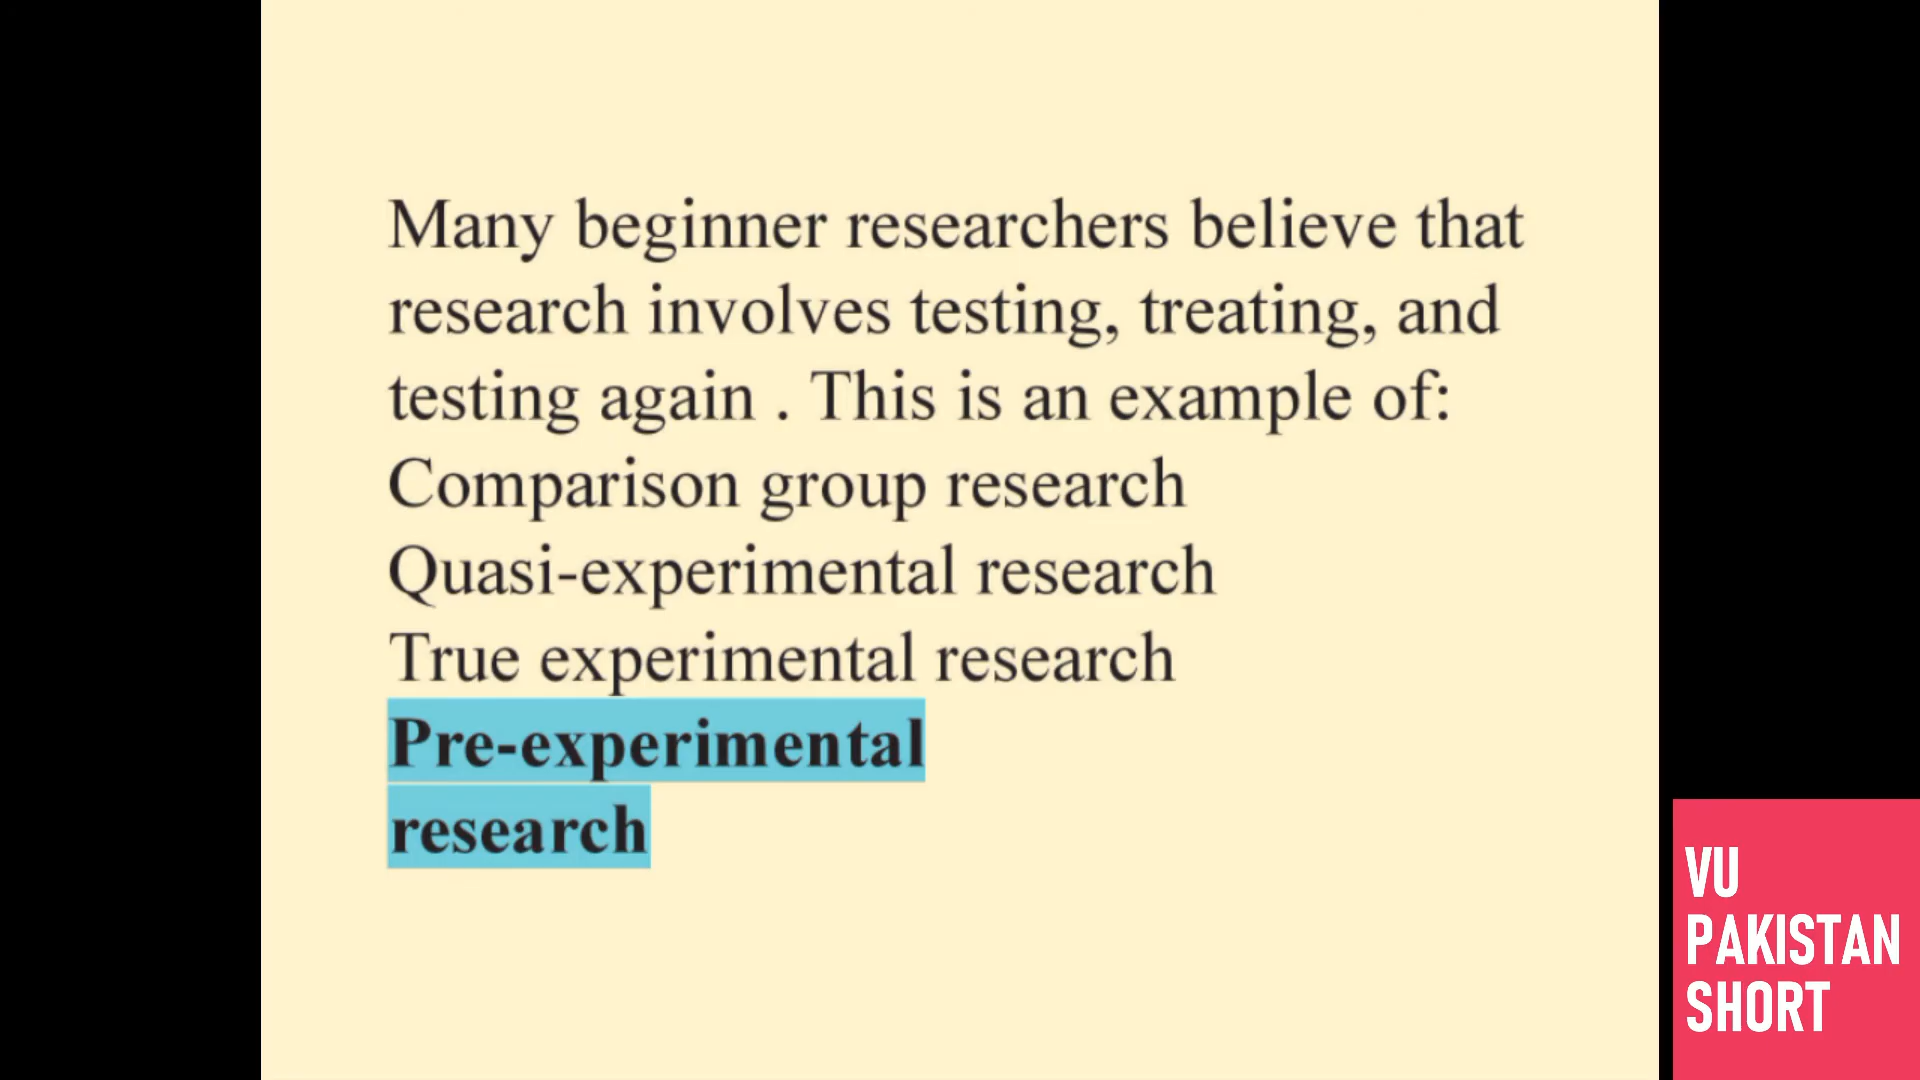 Many beginner researchers believe that
research involves testing, treating, and
testing again . This is an example of:
Comparison group research
Quasi-experimental research
True experimental research
Pre-experimental
research
VU
PAKISTAN
SHORT